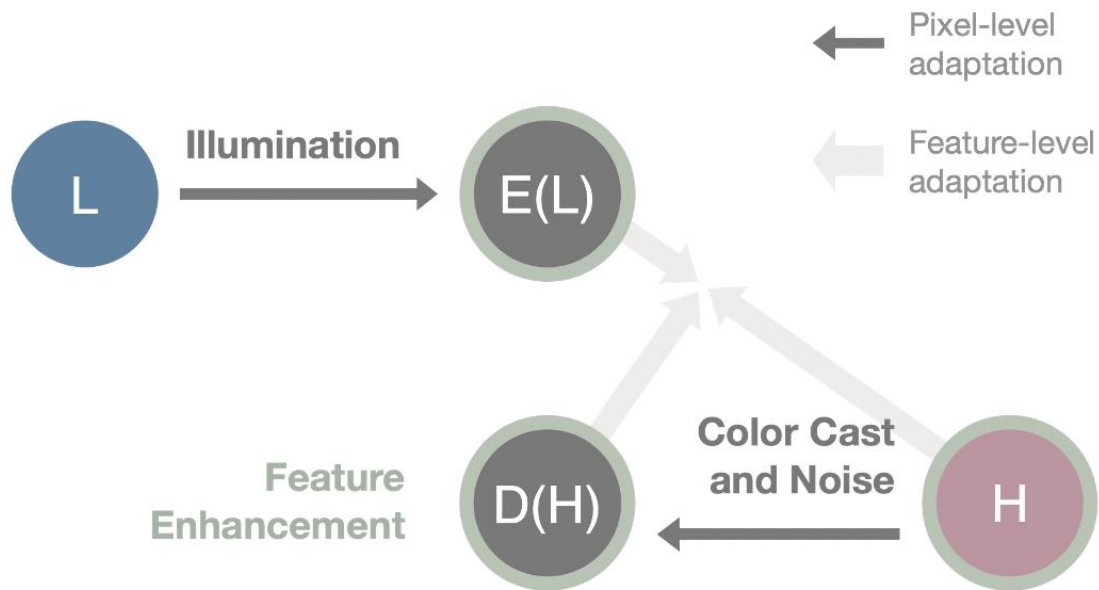 Pixel-level
adaptation
Illumination
L
E(L)
Feature-level
adaptation
Color Cast
and Noise
Feature
Enhancement
D(H)
H